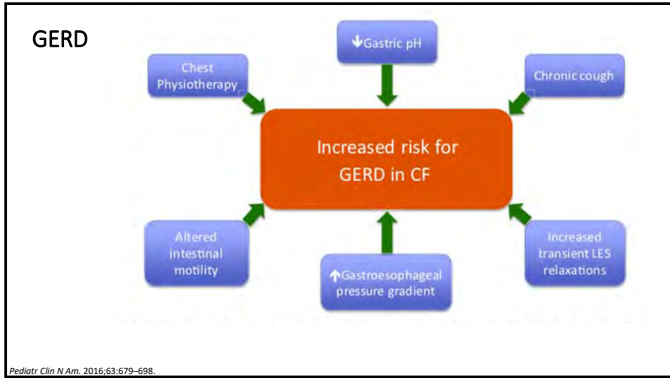 GERD
↓Gastric pH
Chest
Physiotherapy
Chronic cough
Increased risk for
GERD in CF
Altered
intestinal
motility
↑Gastroesophageal
pressure gradient
Increased
transient LES
relaxations
Pediatr Clin N Am. 2016;63:679–698.